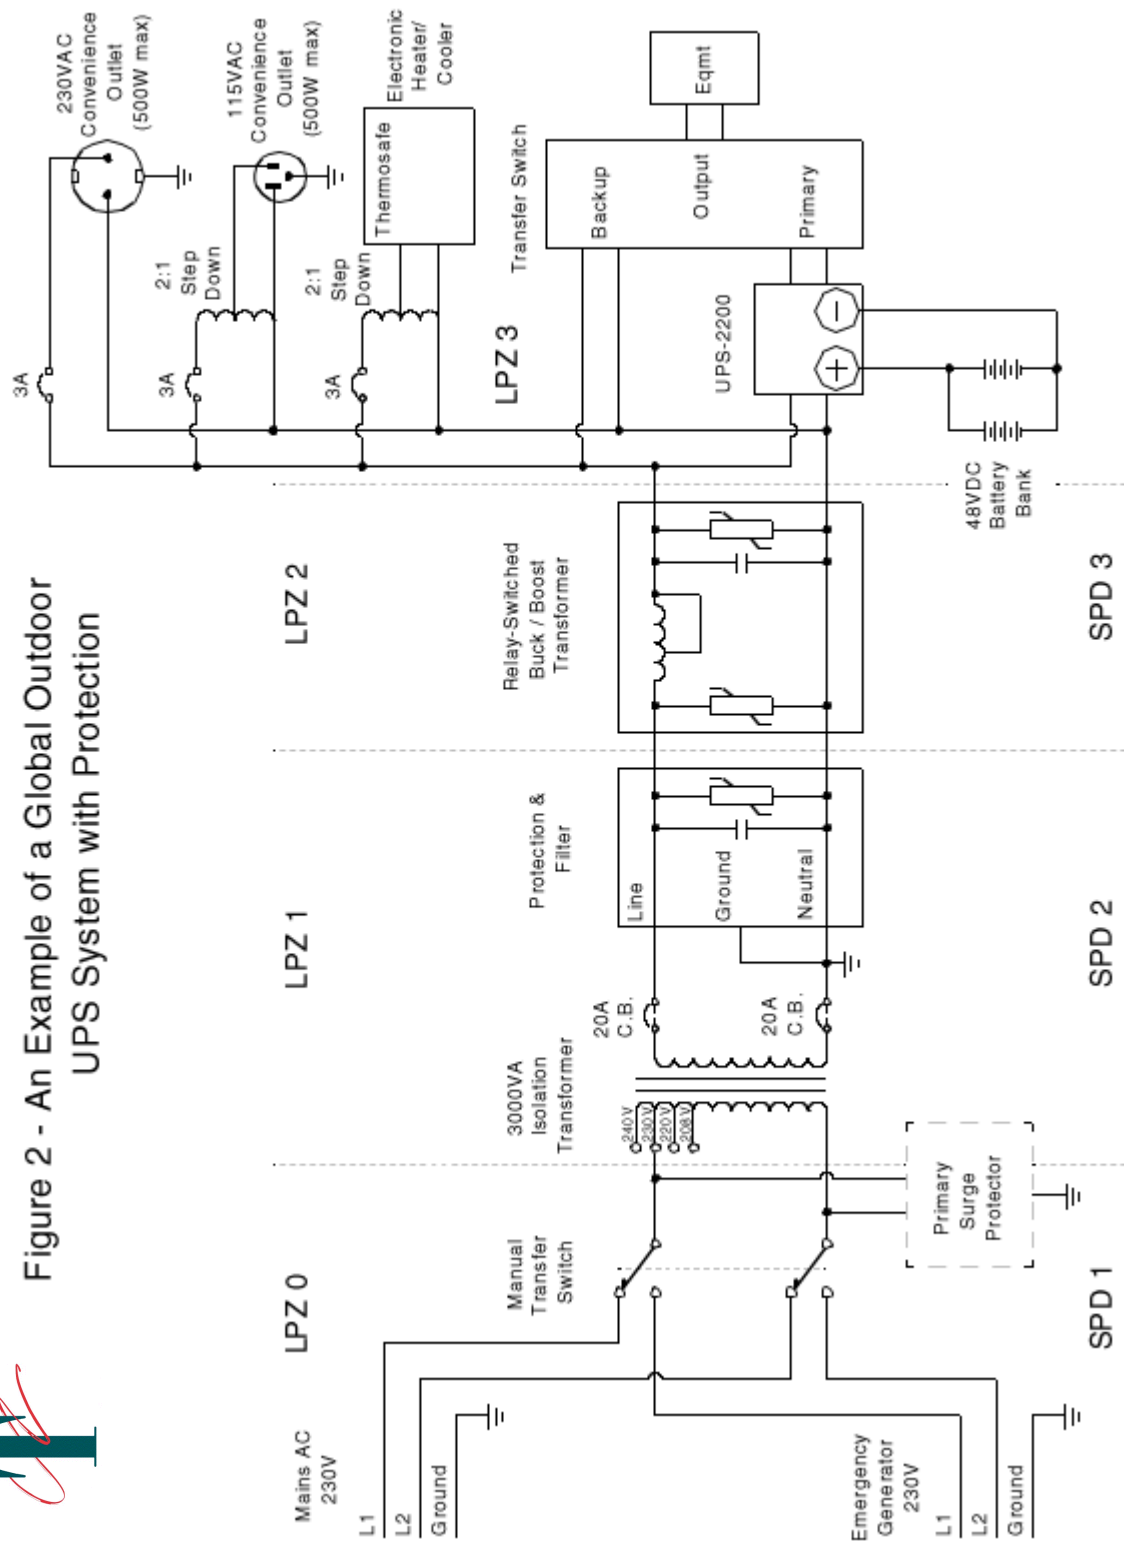 Figure 2 - An Example of a Global Outdoor
UPS System with Protection
LPZ 0
LPZ 1
LPZ 2
LPZ 3
Mains AC
230V
L1
L2
Ground
Emergency
Generator
230V
L1
L2
Ground
Manual
Transfer
Switch
Primary
Surge
Protector
3000VA
Isolation
Transformer
240V
230V
220V
208V
20A
C.B.
20A
C.B.
Protection &
Filter
Line
Ground
Neutral
Relay-Switched
Buck / Boost
Transformer
3A
3A
3A
2:1
Step
Down
2:1
Step
Down
230VAC
Convenience
Outlet
(500W max)
115VAC
Convenience
Outlet
(500W max)
Thermosafe
Electronic
Heater/
Cooler
Transfer Switch
Backup
Output
Primary
Eqmt
UPS-2200
+
−
48VDC
Battery
Bank
SPD 1
SPD 2
SPD 3